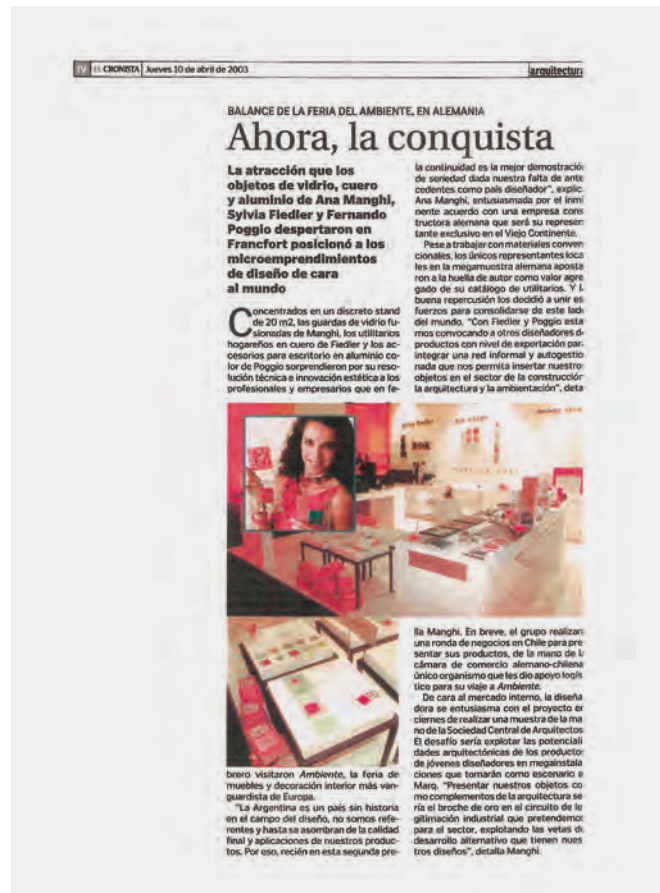 IV EL CRONISTA Jueves 10 de abril de 2003
arquitectura
BALANCE DE LA FERIA DEL AMBIENTE, EN ALEMANIA
Ahora, la conquista
La atracción que los
objetos de vidrio, cuero
y aluminio de Ana Manghi,
Sylvia Fiedler y Fernando
Poggio despertaron en
Francfort posicionó a los
microemprendimientos
de diseño de cara
al mundo
Concentrados en un discreto stand
de 20 m2, las guardas de vidrio fu-
sionadas de Manghi, los utilitarios
hogareños en cuero de Fiedler y los ac-
cesorios para escritorio en aluminio co-
lor de Poggio sorprendieron por su reso-
lución técnica e innovación estética a los
profesionales y empresarios que en fe-
brero visitaron Ambiente, la feria de
muebles y decoración interior más van-
guardista de Europa.
"La Argentina es un país sin historia
en el campo del diseño, no somos refe-
rentes y hasta se asombran de la calidad
final y aplicaciones de nuestros produc-
tos. Por eso, recién en esta segunda pre-
la continuidad es la mejor demostració
de seriedad dada nuestra falta de ante
cedentes como país diseñador", explic
Ana Manghi, entusiasmada por el inmi
nente acuerdo con una empresa cons
tructora alemana que será su represen
tante exclusivo en el Viejo Continente.
Pese a trabajar con materiales conven
cionales, los únicos representantes loca
les en la megamuestra alemana aposta
ron a la huella de autor como valor agre
gado de su catálogo de utilitarios. Y l
buena repercusión los decidió a unir es
fuerzos para consolidarse de este lad
del mundo. "Con Fiedler y Poggio esta
mos convocando a otros diseñadores d
productos con nivel de exportación par
integrar una red informal y autogestio
nada que nos permita insertar nuestro
objetos en el sector de la construcción
la arquitectura y la ambientación", deta
lla Manghi. En breve, el grupo realizar
una ronda de negocios en Chile para pre
sentar sus productos, de la mano de l
cámara de comercio alemano-chilena
único organismo que les dio apoyo logís
tico para su viaje a Ambiente.
De cara al mercado interno, la diseña
dora se entusiasma con el proyecto en
ciernes de realizar una muestra de la ma
no de la Sociedad Central de Arquitectos
El desafío sería explotar las potenciali
dades arquitectónicas de los producto
de jóvenes diseñadores en megainstala
ciones que tomarán como escenario e
Marq. "Presentar nuestros objetos co
mo complementos de la arquitectura se
ría el broche de oro en el circuito de le
gitimación industrial que pretendemo
para el sector, explotando las vetas d
desarrollo alternativo que tienen nues
tros diseños", detalla Manghi.